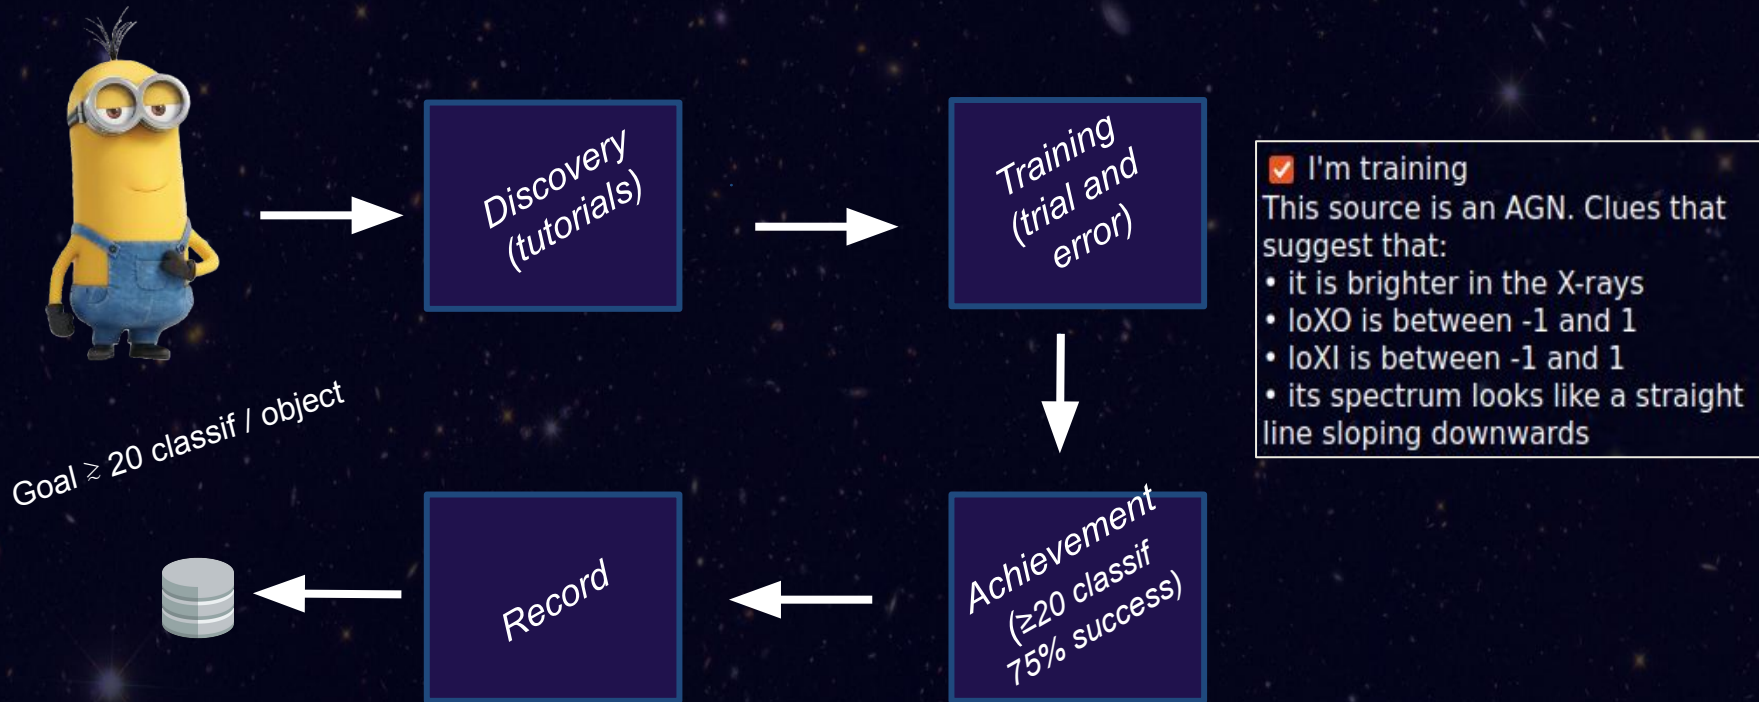 Discovery
(tutorials)
Training
(trial and
error)
I'm training
This source is an AGN. Clues that
suggest that:
• it is brighter in the X-rays
• loXO is between -1 and 1
• loXI is between -1 and 1
• its spectrum looks like a straight
line sloping downwards
Goal ≳ 20 classif / object
Record
Achievement
(≥20 classif
75% success)